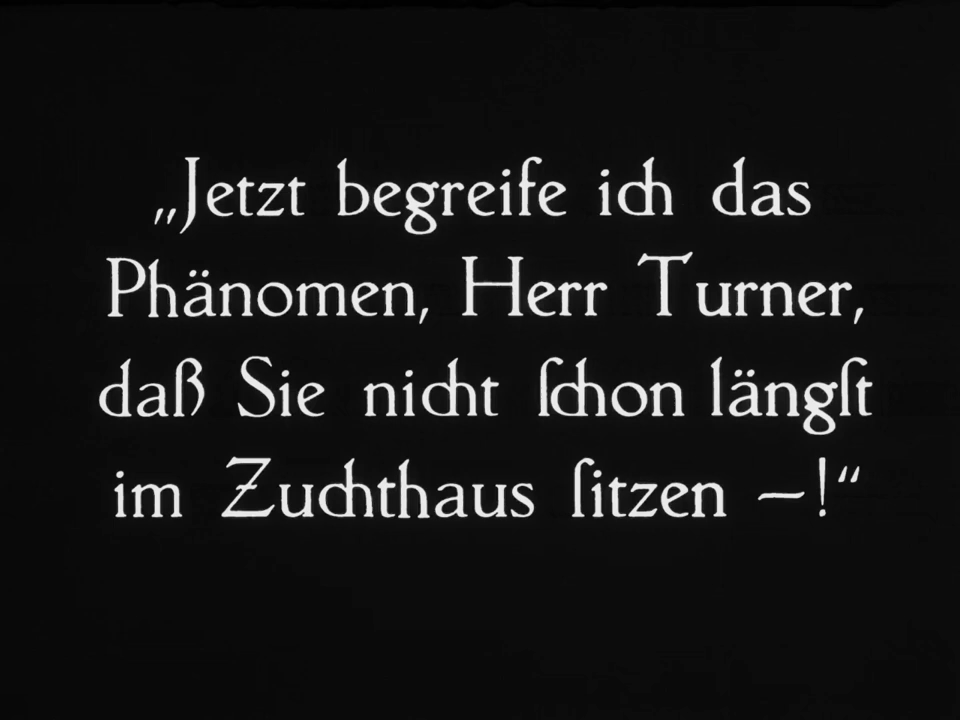 „Jetzt begreife ich das
Phänomen, Herr Turner,
daß Sie nicht ſchon längſt
im Zuchthaus ſitzen —!“